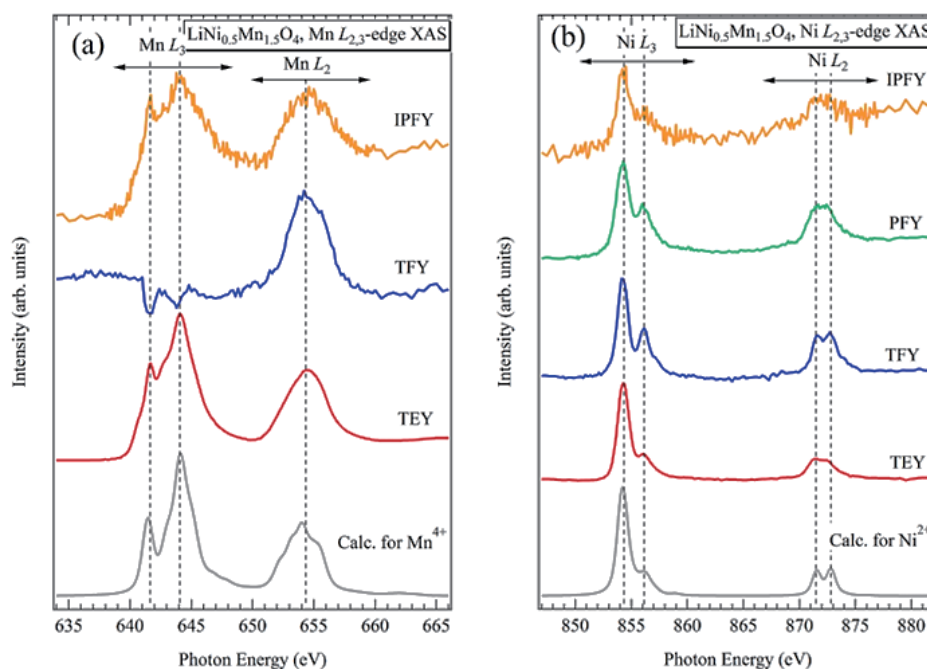 (a)
LiNi0.5Mn1.5O4, Mn L2,3-edge XAS
Mn L3
Mn L2
IPFY
TFY
TEY
Calc. for Mn4+
Intensity (arb. units)
635 640 645 650 655 660 665
Photon Energy (eV)
(b)
LiNi0.5Mn1.5O4, Ni L2,3-edge XAS
Ni L3
Ni L2
IPFY
PFY
TFY
TEY
Calc. for Ni2+
Intensity (arb. units)
850 855 860 865 870 875 880
Photon Energy (eV)